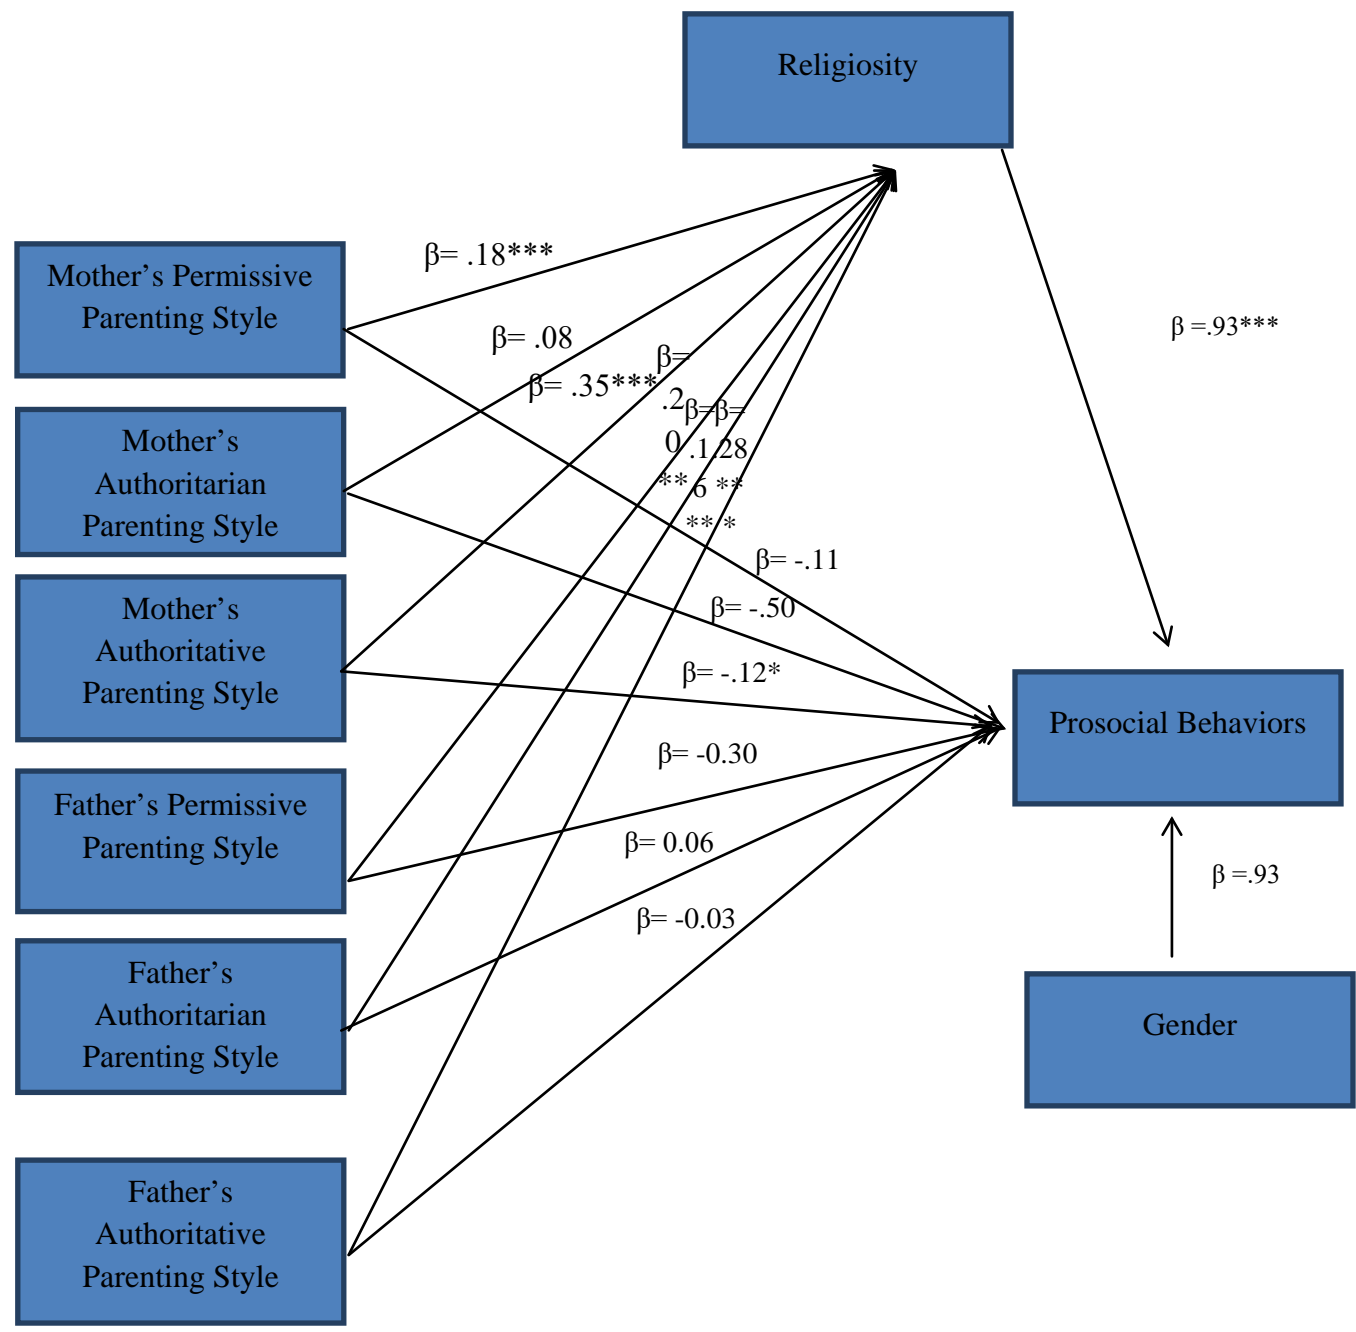 Religiosity
β= .18***
Mother’s Permissive
Parenting Style
β =.93***
β= .08
β=
β= .35***
.2
β=
β=
0
.1
.28
**
6
**
**
*
Mother’s
Authoritarian
Parenting Style
β= -.11
β= -.50
Mother’s
Authoritative
Parenting Style
β= -.12*
Prosocial Behaviors
β= -0.30
Father’s Permissive
Parenting Style
β= 0.06
β =.93
β= -0.03
Father’s
Authoritarian
Parenting Style
Gender
Father’s
Authoritative
Parenting Style